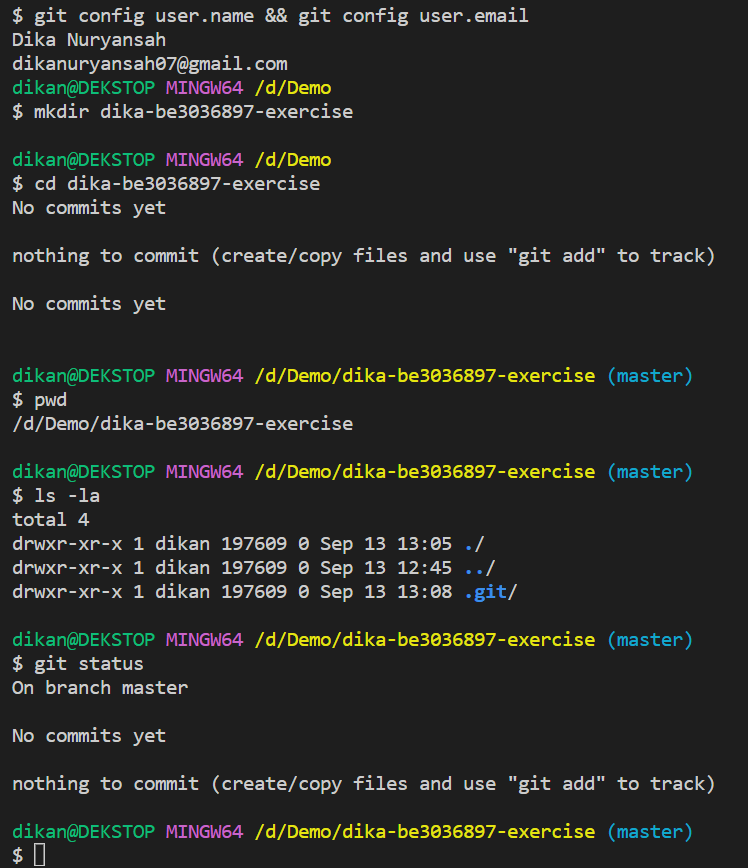 $ git config user.name && git config user.email
Dika Nuryansah
dikanuryansah07@gmail.com
dikan@DEKSTOP MINGW64 /d/Demo
$ mkdir dika-be3036897-exercise
dikan@DEKSTOP MINGW64 /d/Demo
$ cd dika-be3036897-exercise
No commits yet
nothing to commit (create/copy files and use "git add" to track)
No commits yet
dikan@DEKSTOP MINGW64 /d/Demo/dika-be3036897-exercise (master)
$ pwd
/d/Demo/dika-be3036897-exercise
dikan@DEKSTOP MINGW64 /d/Demo/dika-be3036897-exercise (master)
$ ls -la
total 4
drwxr-xr-x 1 dikan 197609 0 Sep 13 13:05 ./
drwxr-xr-x 1 dikan 197609 0 Sep 13 12:45 ../
drwxr-xr-x 1 dikan 197609 0 Sep 13 13:08 .git/
dikan@DEKSTOP MINGW64 /d/Demo/dika-be3036897-exercise (master)
$ git status
On branch master
No commits yet
nothing to commit (create/copy files and use "git add" to track)
dikan@DEKSTOP MINGW64 /d/Demo/dika-be3036897-exercise (master)
$